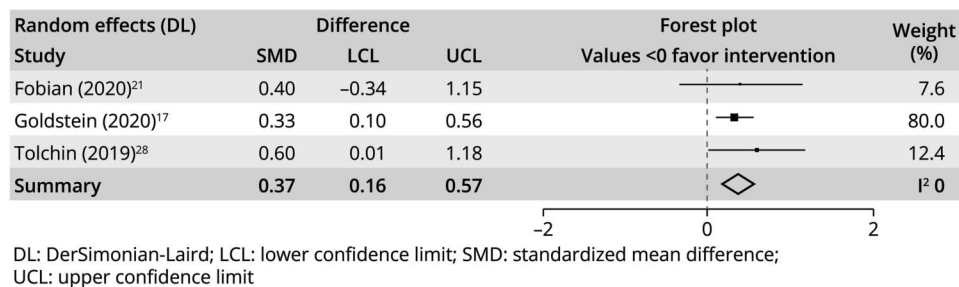 Random effects (DL) Difference Forest plot Weight
Study SMD LCL UCL Values <0 favor intervention (%)
Fobian (2020)²¹ 0.40 –0.34 1.15 7.6
Goldstein (2020)¹⁷ 0.33 0.10 0.56 80.0
Tolchin (2019)²⁸ 0.60 0.01 1.18 12.4
Summary 0.37 0.16 0.57 I² 0
–2 0 2
DL: DerSimonian-Laird; LCL: lower confidence limit; SMD: standardized mean difference;
UCL: upper confidence limit